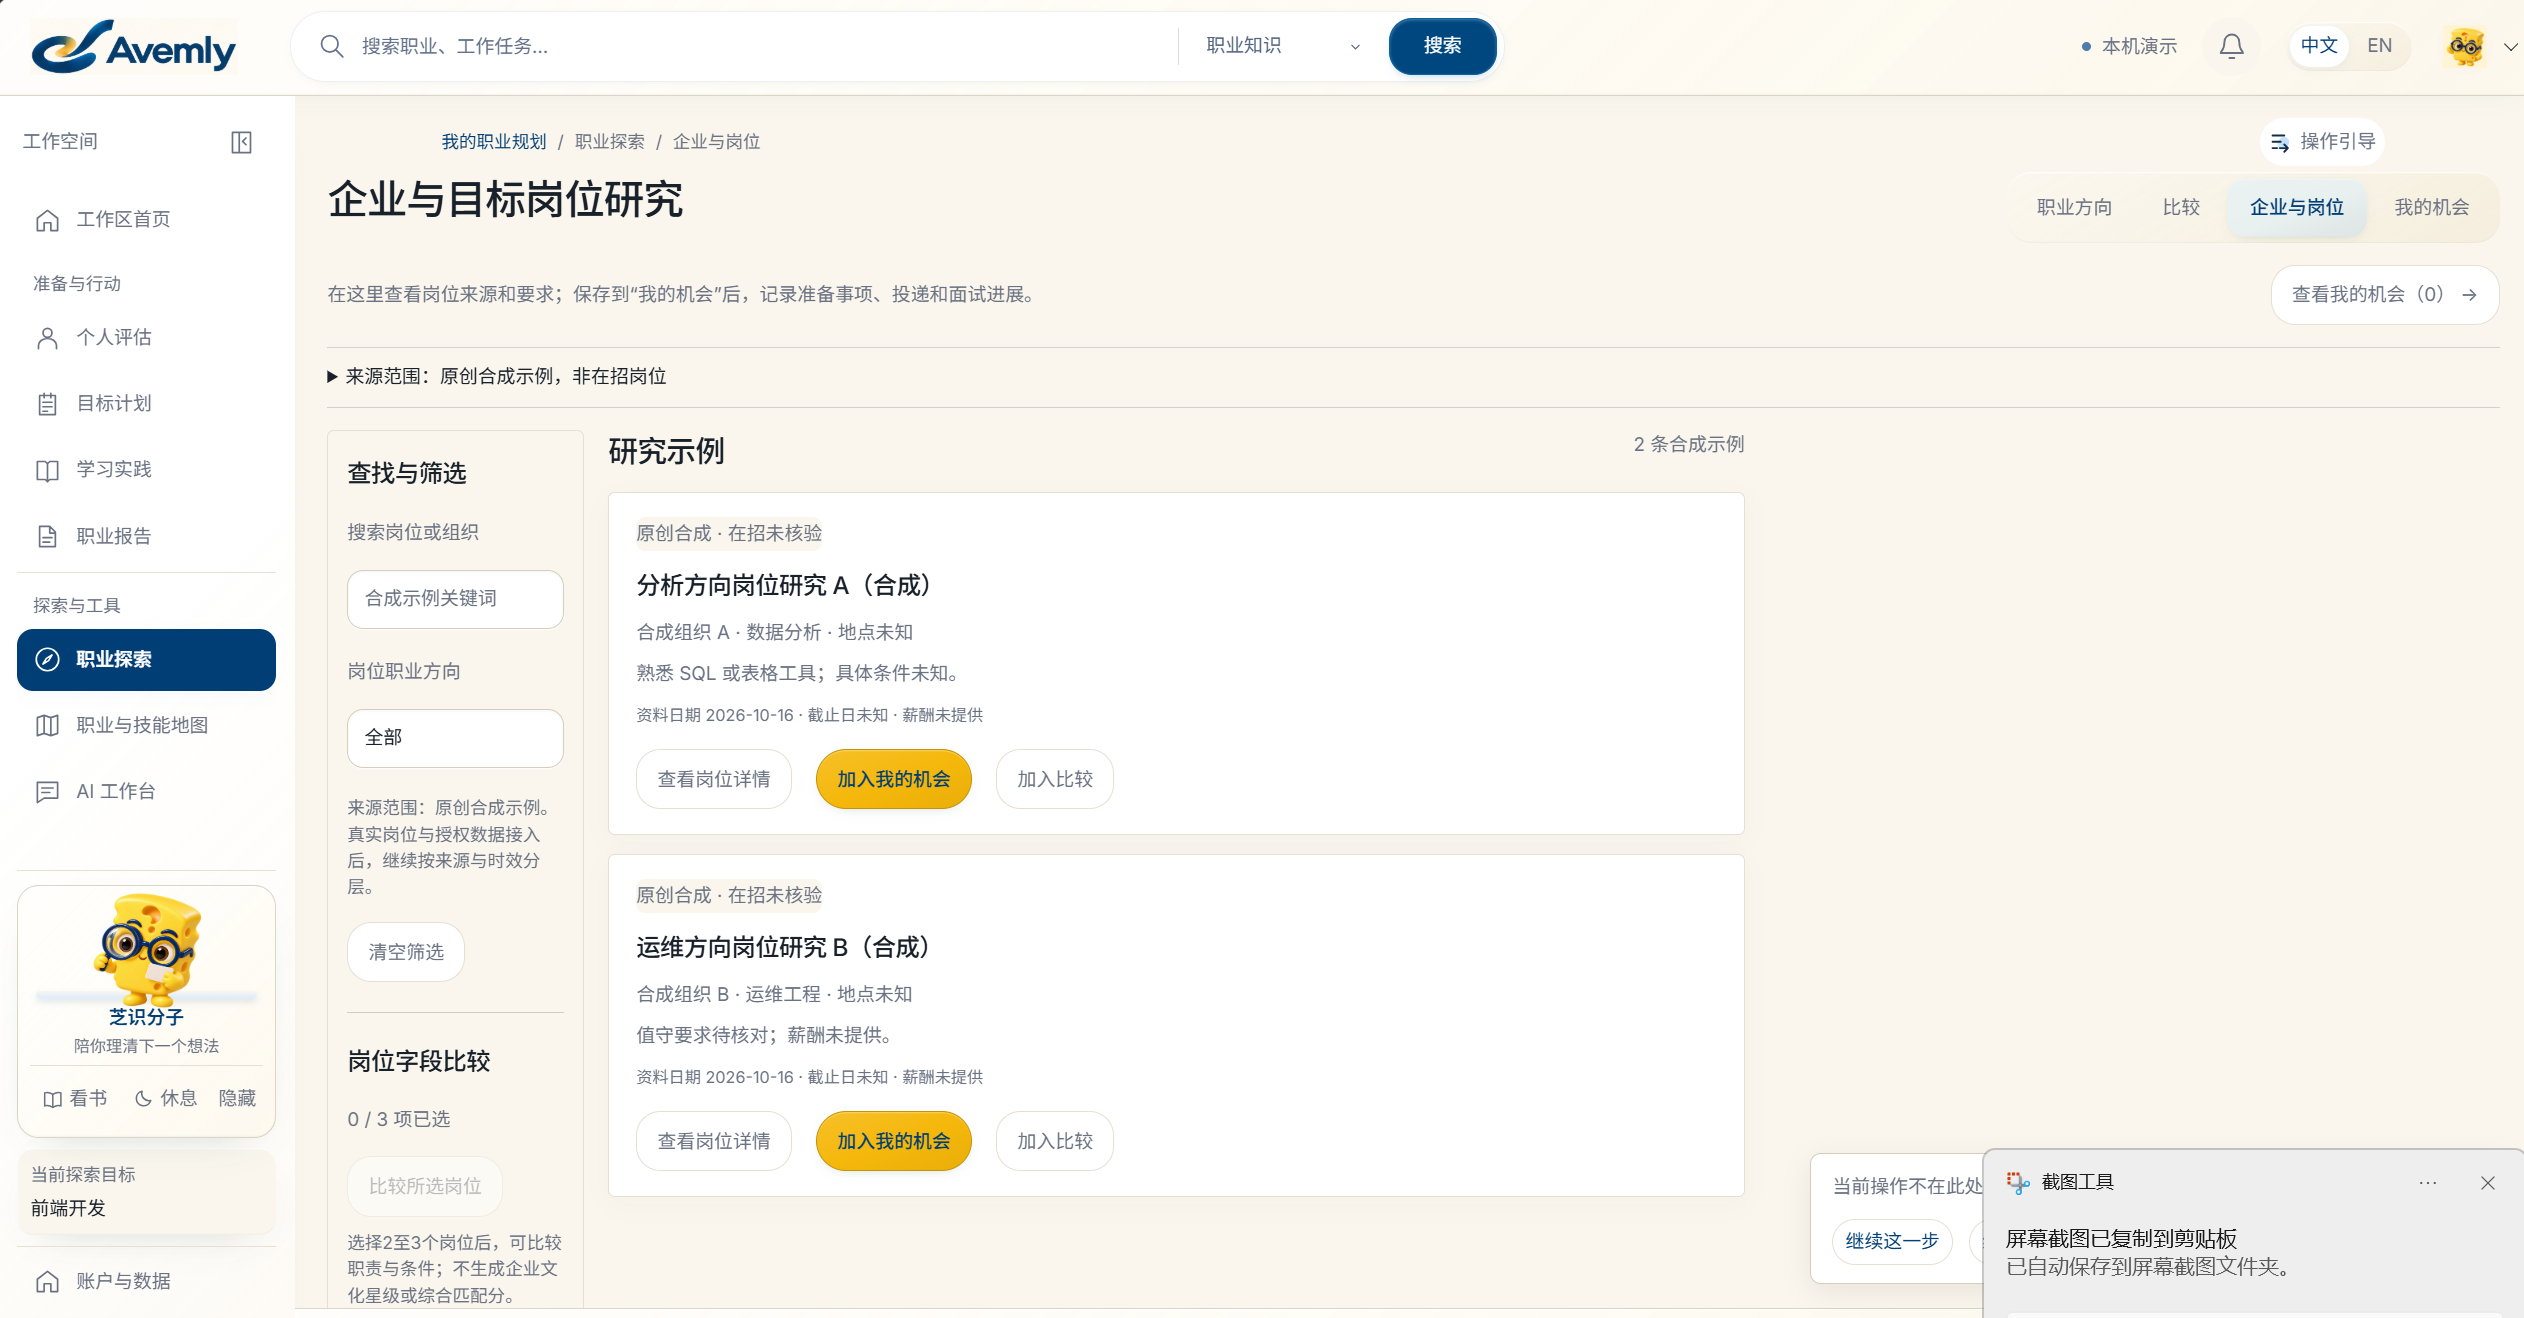 Avemly
搜索职业、工作任务...
职业知识
搜索
本机演示
中文
EN
工作空间
工作区首页
准备与行动
个人评估
目标计划
学习实践
职业报告
探索与工具
职业探索
职业与技能地图
AI 工作台
芝识分子
陪你理清下一个想法
看书
休息
隐藏
当前探索目标
前端开发
账户与数据
我的职业规划 / 职业探索 / 企业与岗位
操作引导
企业与目标岗位研究
职业方向
比较
企业与岗位
我的机会
在这里查看岗位来源和要求；保存到“我的机会”后，记录准备事项、投递和面试进展。
查看我的机会（0） →
▶ 来源范围：原创合成示例，非在招岗位
查找与筛选
搜索岗位或组织
合成示例关键词
岗位职业方向
全部
来源范围：原创合成示例。
真实岗位与授权数据接入
后，继续按来源与时效分
层。
清空筛选
岗位字段比较
0 / 3 项已选
比较所选岗位
选择2至3个岗位后，可比较
职责与条件；不生成企业文
化星级或综合匹配分。
研究示例
2 条合成示例
原创合成 · 在招未核验
分析方向岗位研究 A（合成）
合成组织 A · 数据分析 · 地点未知
熟悉 SQL 或表格工具；具体条件未知。
资料日期 2026-10-16 · 截止日未知 · 薪酬未提供
查看岗位详情
加入我的机会
加入比较
原创合成 · 在招未核验
运维方向岗位研究 B（合成）
合成组织 B · 运维工程 · 地点未知
值守要求待核对；薪酬未提供。
资料日期 2026-10-16 · 截止日未知 · 薪酬未提供
查看岗位详情
加入我的机会
加入比较
当前操作不在此处
继续这一步
截图工具
屏幕截图已复制到剪贴板
已自动保存到屏幕截图文件夹。